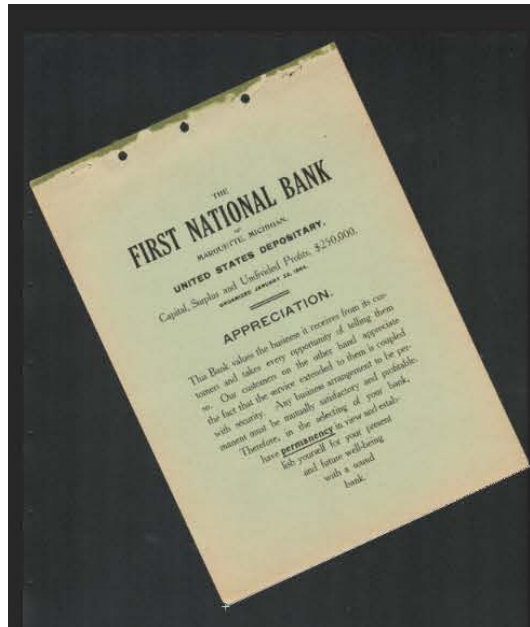 THE
FIRST NATIONAL BANK
OF
MARQUETTE, MICHIGAN.
UNITED STATES DEPOSITARY.
Capital, Surplus and Undivided Profits, $250,000.
ORGANIZED JANUARY 22, 1864.
APPRECIATION.
This Bank values the business it receives from its cus-
tomers and takes every opportunity of telling them
so. Our customers on the other hand appreciate
the fact that the service extended to them is coupled
with security. Any business arrangement to be per-
manent must be mutually satisfactory and profitable.
Therefore, in the selecting of your bank,
have permanency in view and estab-
lish yourself for your present
and future well-being
with a sound
bank.